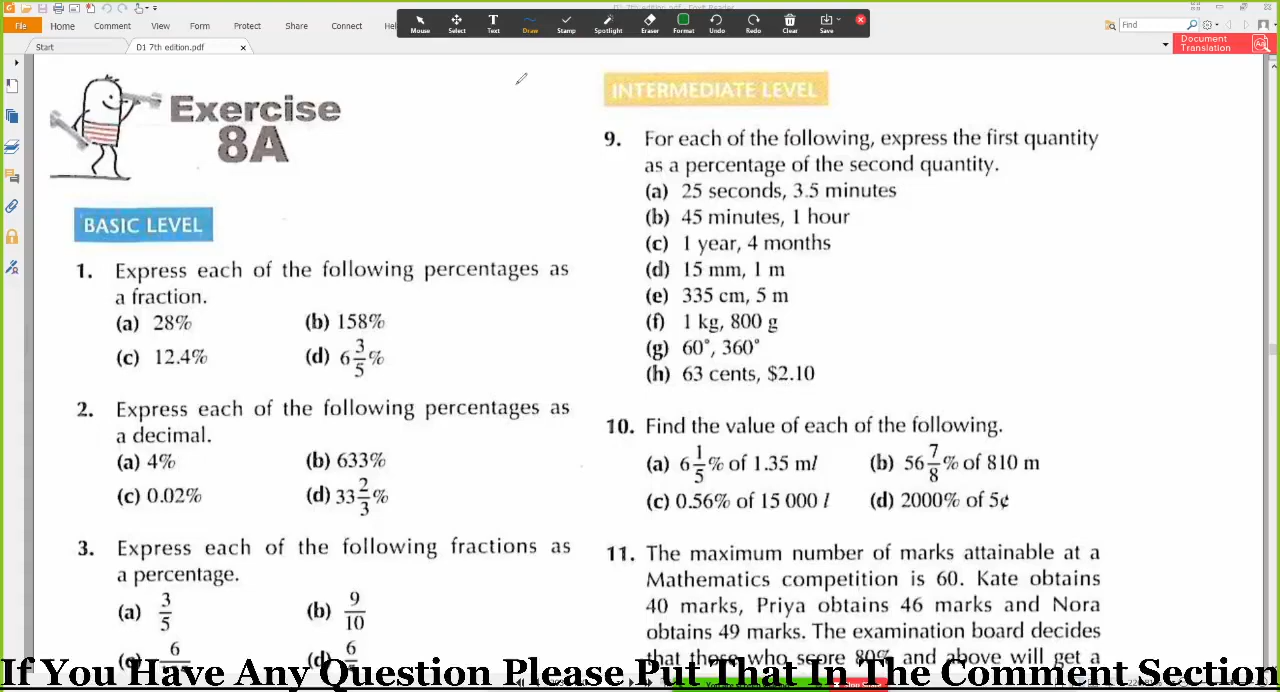 File Home Comment View Form Protect Share Connect
Mouse Select Text Draw Stamp Spotlight Eraser Format Undo Redo Clear Save
Find
Start
D1 7th edition.pdf
Document
Translation
Exercise
8A
BASIC LEVEL
1. Express each of the following percentages as
a fraction.
(a) 28% (b) 158%
(c) 12.4% (d) 6 3/5 %
2. Express each of the following percentages as
a decimal.
(a) 4% (b) 633%
(c) 0.02% (d) 33 2/3 %
3. Express each of the following fractions as
a percentage.
(a) 3/5 (b) 9/10
INTERMEDIATE LEVEL
9. For each of the following, express the first quantity
as a percentage of the second quantity.
(a) 25 seconds, 3.5 minutes
(b) 45 minutes, 1 hour
(c) 1 year, 4 months
(d) 15 mm, 1 m
(e) 335 cm, 5 m
(f) 1 kg, 800 g
(g) 60°, 360°
(h) 63 cents, $2.10
10. Find the value of each of the following.
(a) 6 1/5 % of 1.35 ml (b) 56 7/8 % of 810 m
(c) 0.56% of 15 000 l (d) 2000% of 5¢
11. The maximum number of marks attainable at a
Mathematics competition is 60. Kate obtains
40 marks, Priya obtains 46 marks and Nora
obtains 49 marks. The examination board decides
that those who score 80% and above will get a
If You Have Any Question Please Put That In The Comment Section